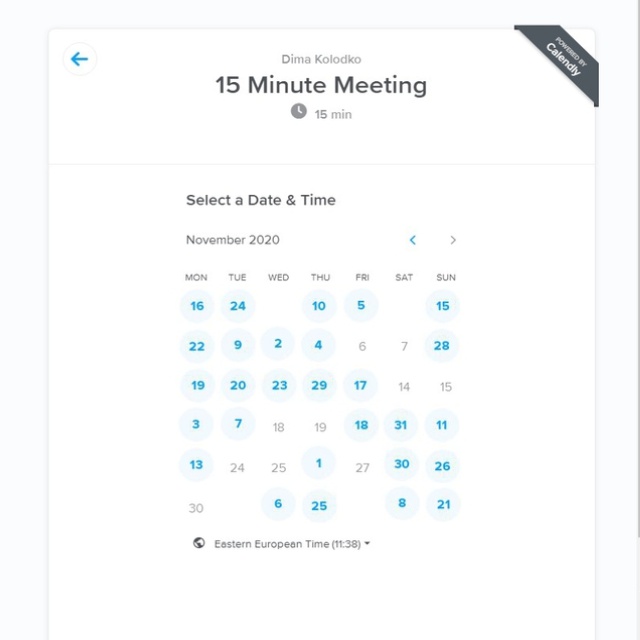 POWERED BY
Calendly
Dima Kolodko
15 Minute Meeting
15 min
Select a Date & Time
November 2020
MON TUE WED THU FRI SAT SUN
16 24 10 5 15
22 9 2 4 6 7 28
19 20 23 29 17 14 15
3 7 18 19 18 31 11
13 24 25 1 27 30 26
30 6 25 8 21
Eastern European Time (11:38)